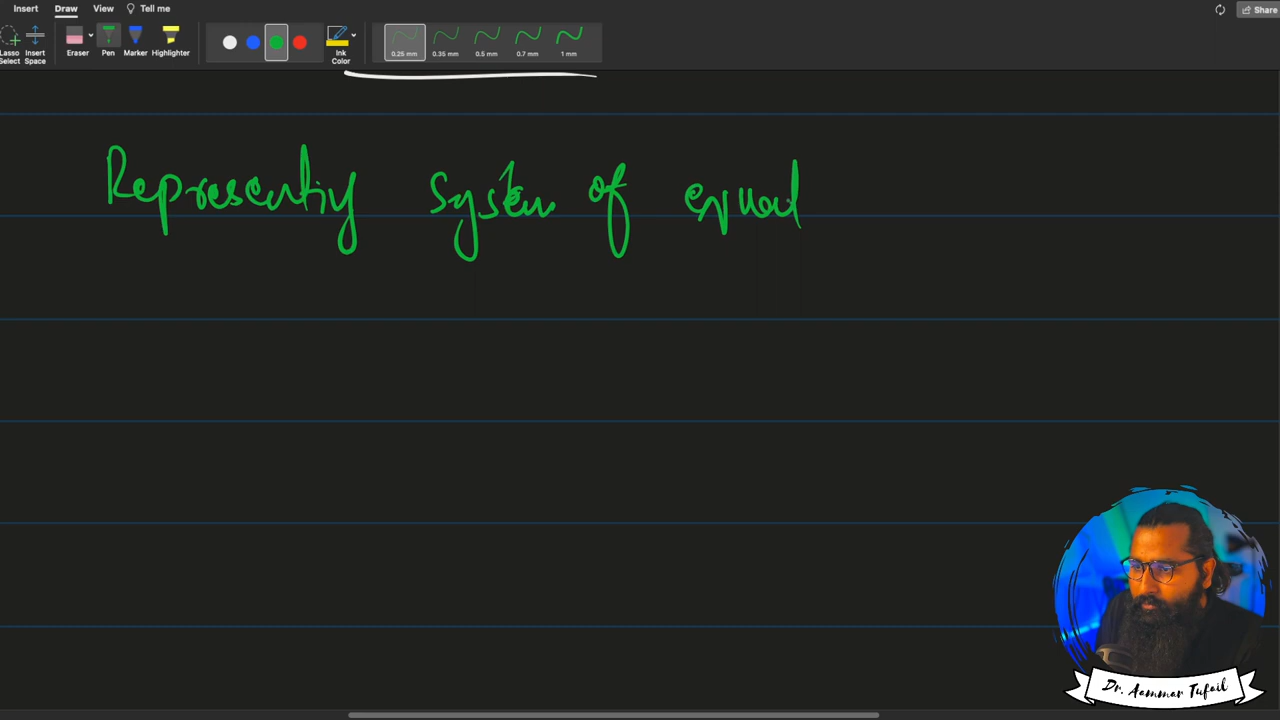 Insert Draw View Tell me
Share
Lasso Select
Insert Space
Eraser
Pen
Marker
Highlighter
Ink Color
0.25 mm
0.35 mm
0.5 mm
0.7 mm
1 mm
Representing System of equat
Dr. Aammar Tufail